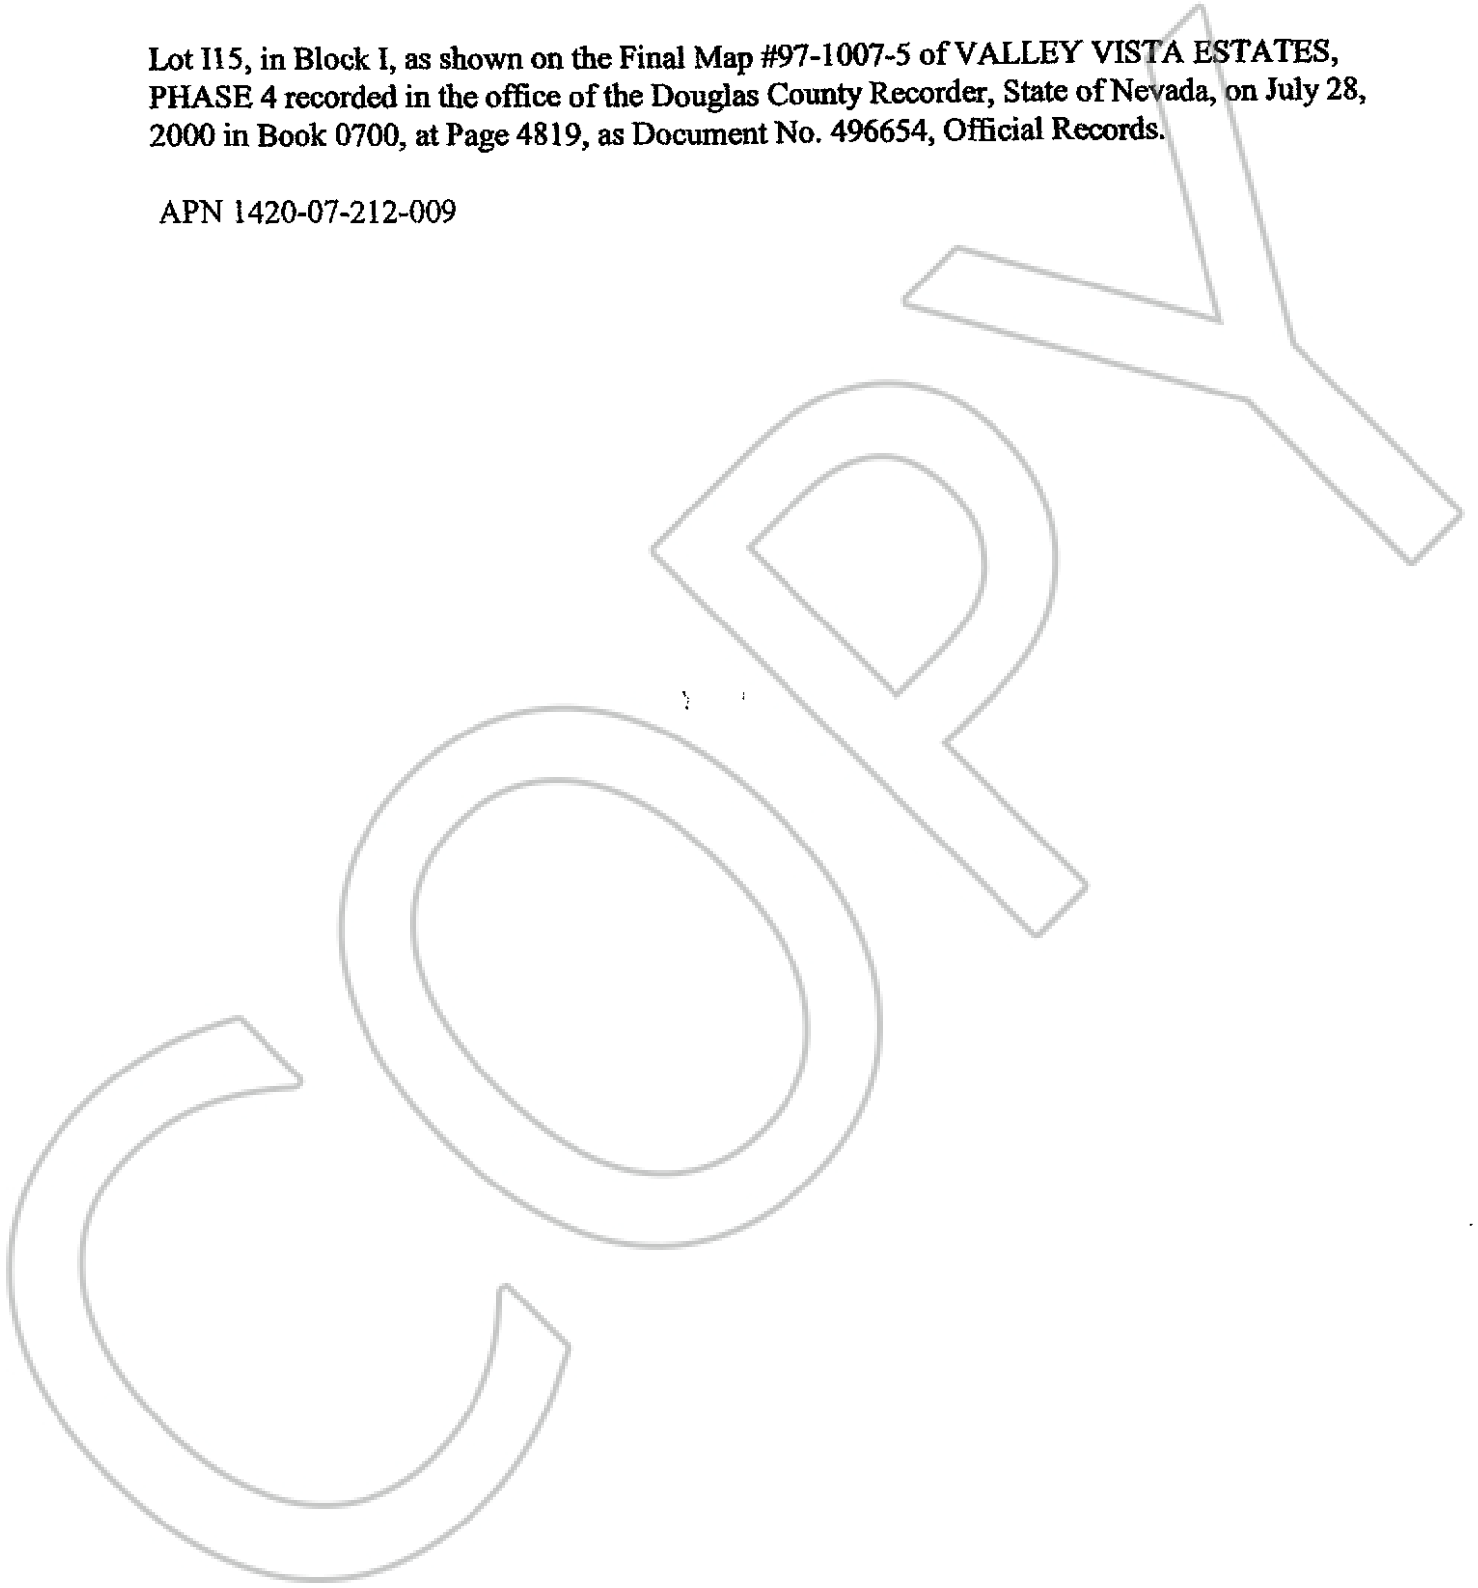 Lot I15, in Block I, as shown on the Final Map #97-1007-5 of VALLEY VISTA ESTATES,
PHASE 4 recorded in the office of the Douglas County Recorder, State of Nevada, on July 28,
2000 in Book 0700, at Page 4819, as Document No. 496654, Official Records.
APN 1420-07-212-009
COPY